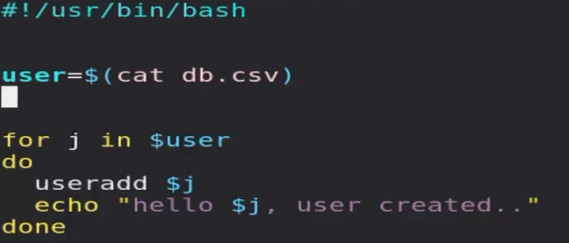 #!/usr/bin/bash
user=$(cat db.csv)
for j in $user
do
  useradd $j
  echo "hello $j, user created.."
done